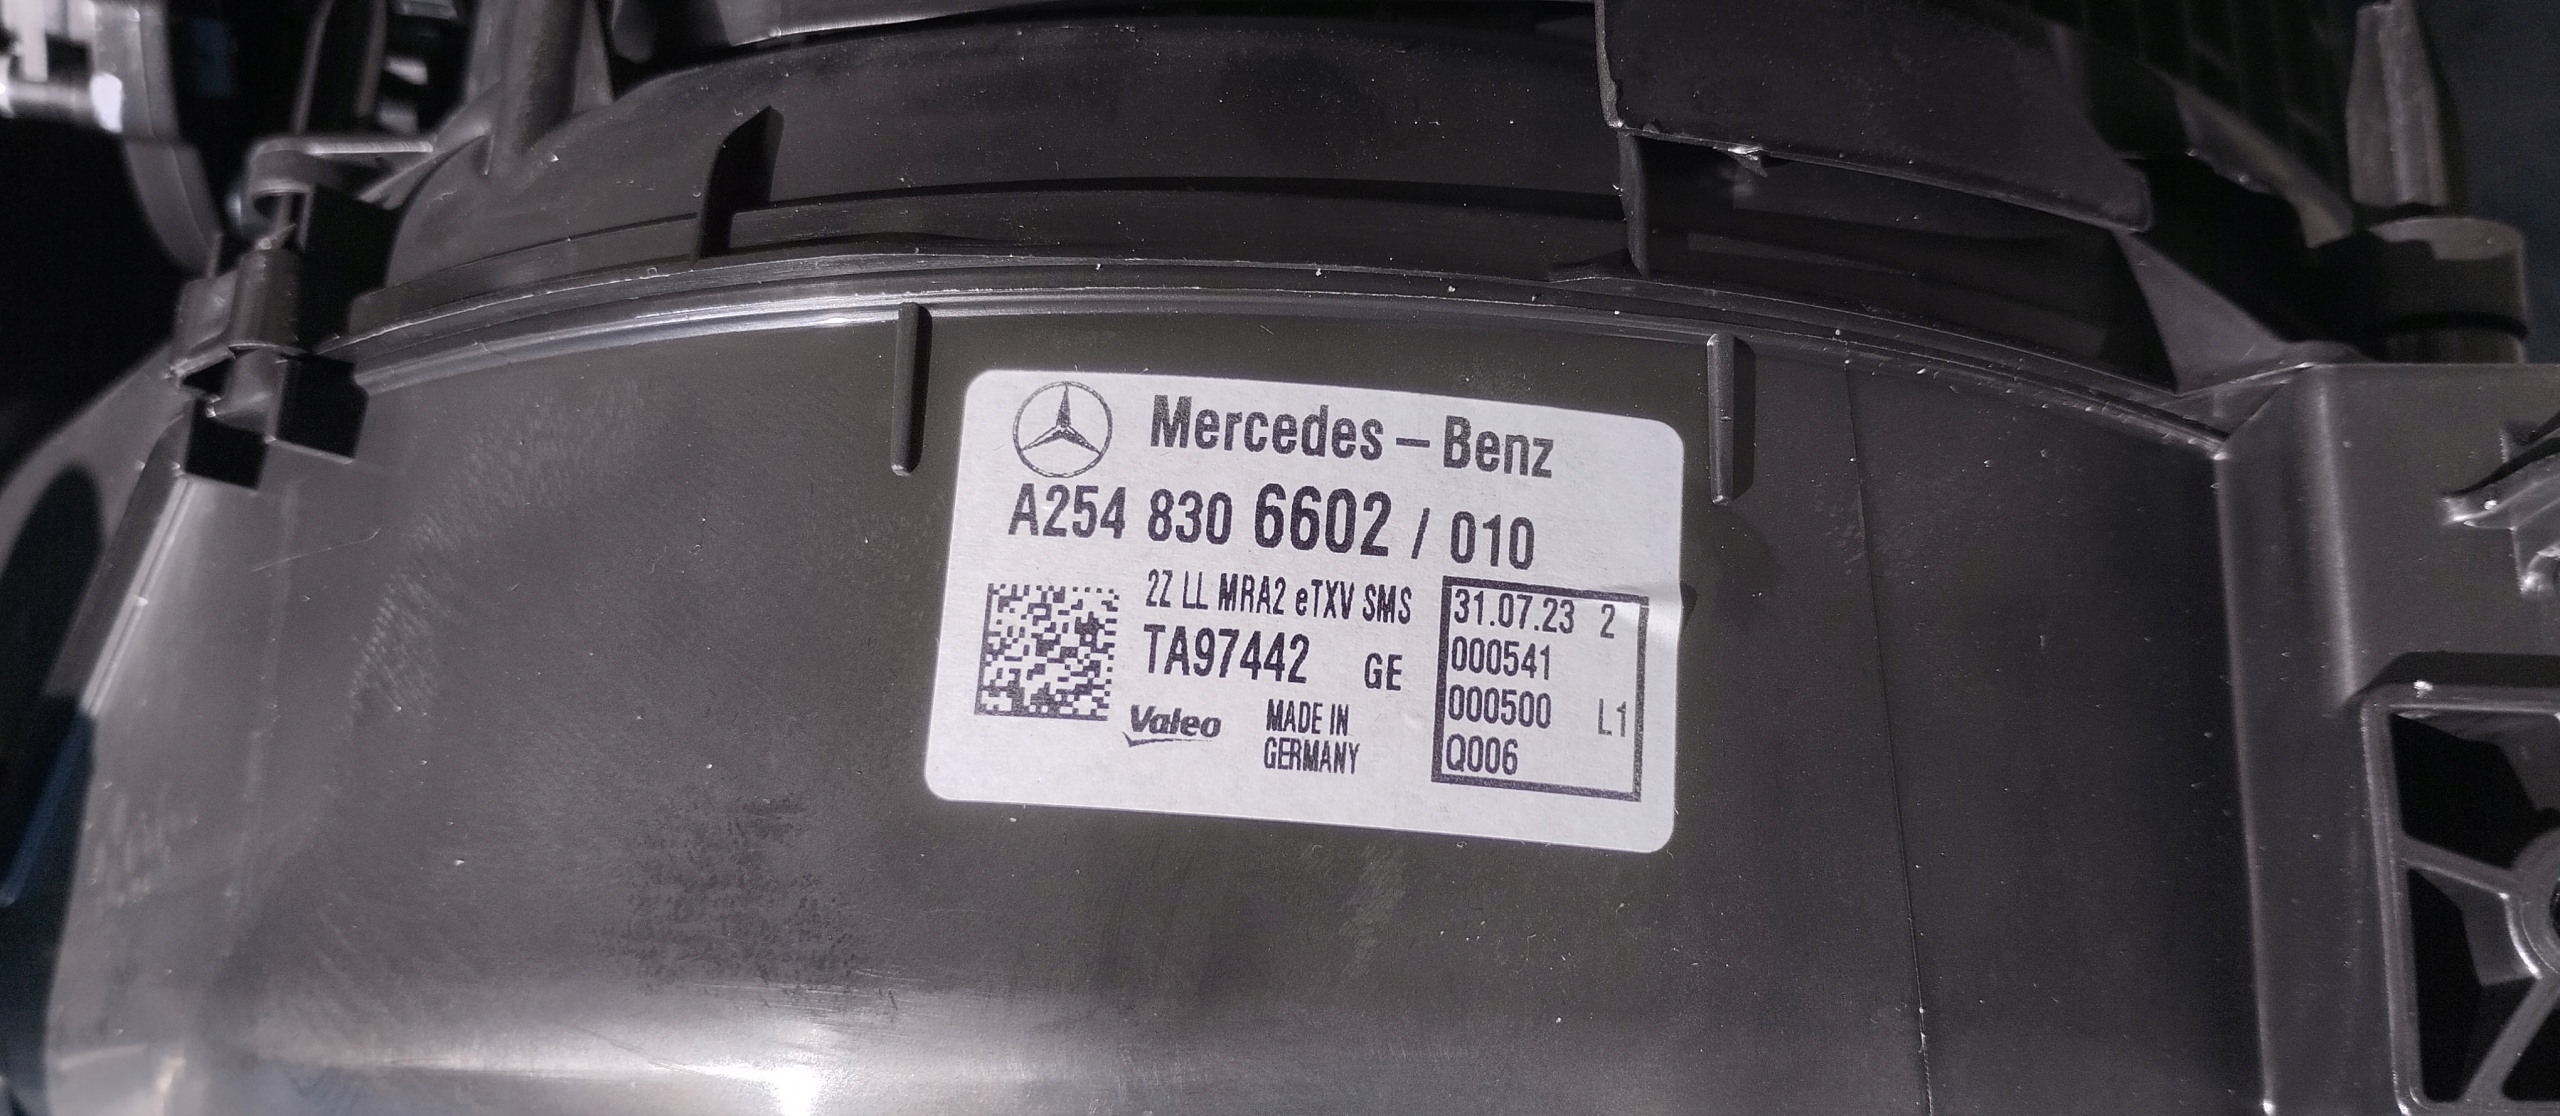 Mercedes-Benz
A254 830 6602 / 010
2Z LL MRA2 eTXV SMS
TA97442 GE
Valeo
MADE IN
GERMANY
31.07.23 2
000541
000500 L1
Q006